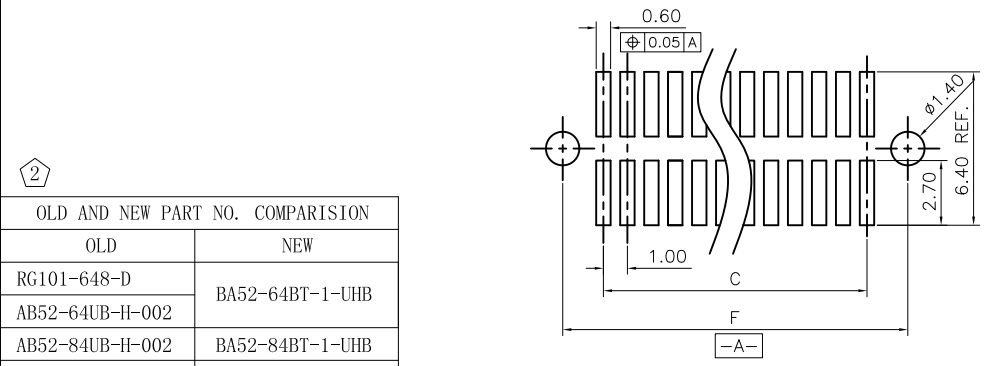 0.60
⌖ 0.05 A
ø1.40
6.40 REF.
2.70
1.00
C
F
-A-
2
OLD AND NEW PART NO. COMPARISION
OLD NEW
RG101-648-D
BA52-64BT-1-UHB
AB52-64UB-H-002
AB52-84UB-H-002 BA52-84BT-1-UHB